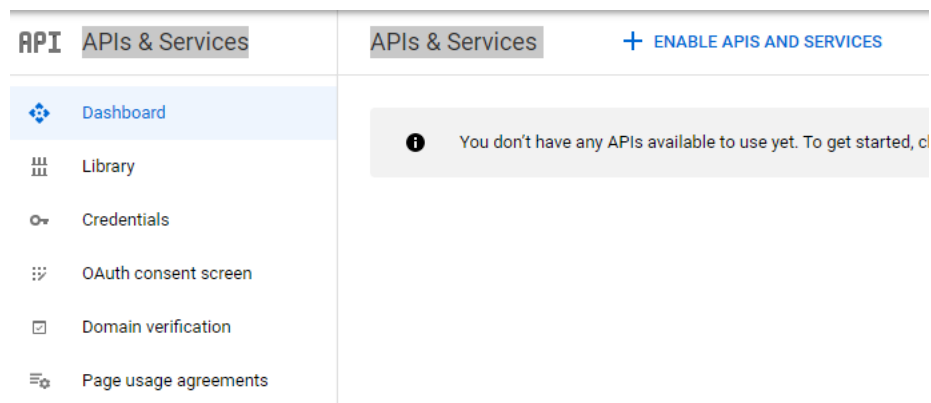 API APIs & Services
APIs & Services
+ ENABLE APIS AND SERVICES
Dashboard
Library
Credentials
OAuth consent screen
Domain verification
Page usage agreements
You don’t have any APIs available to use yet. To get started,